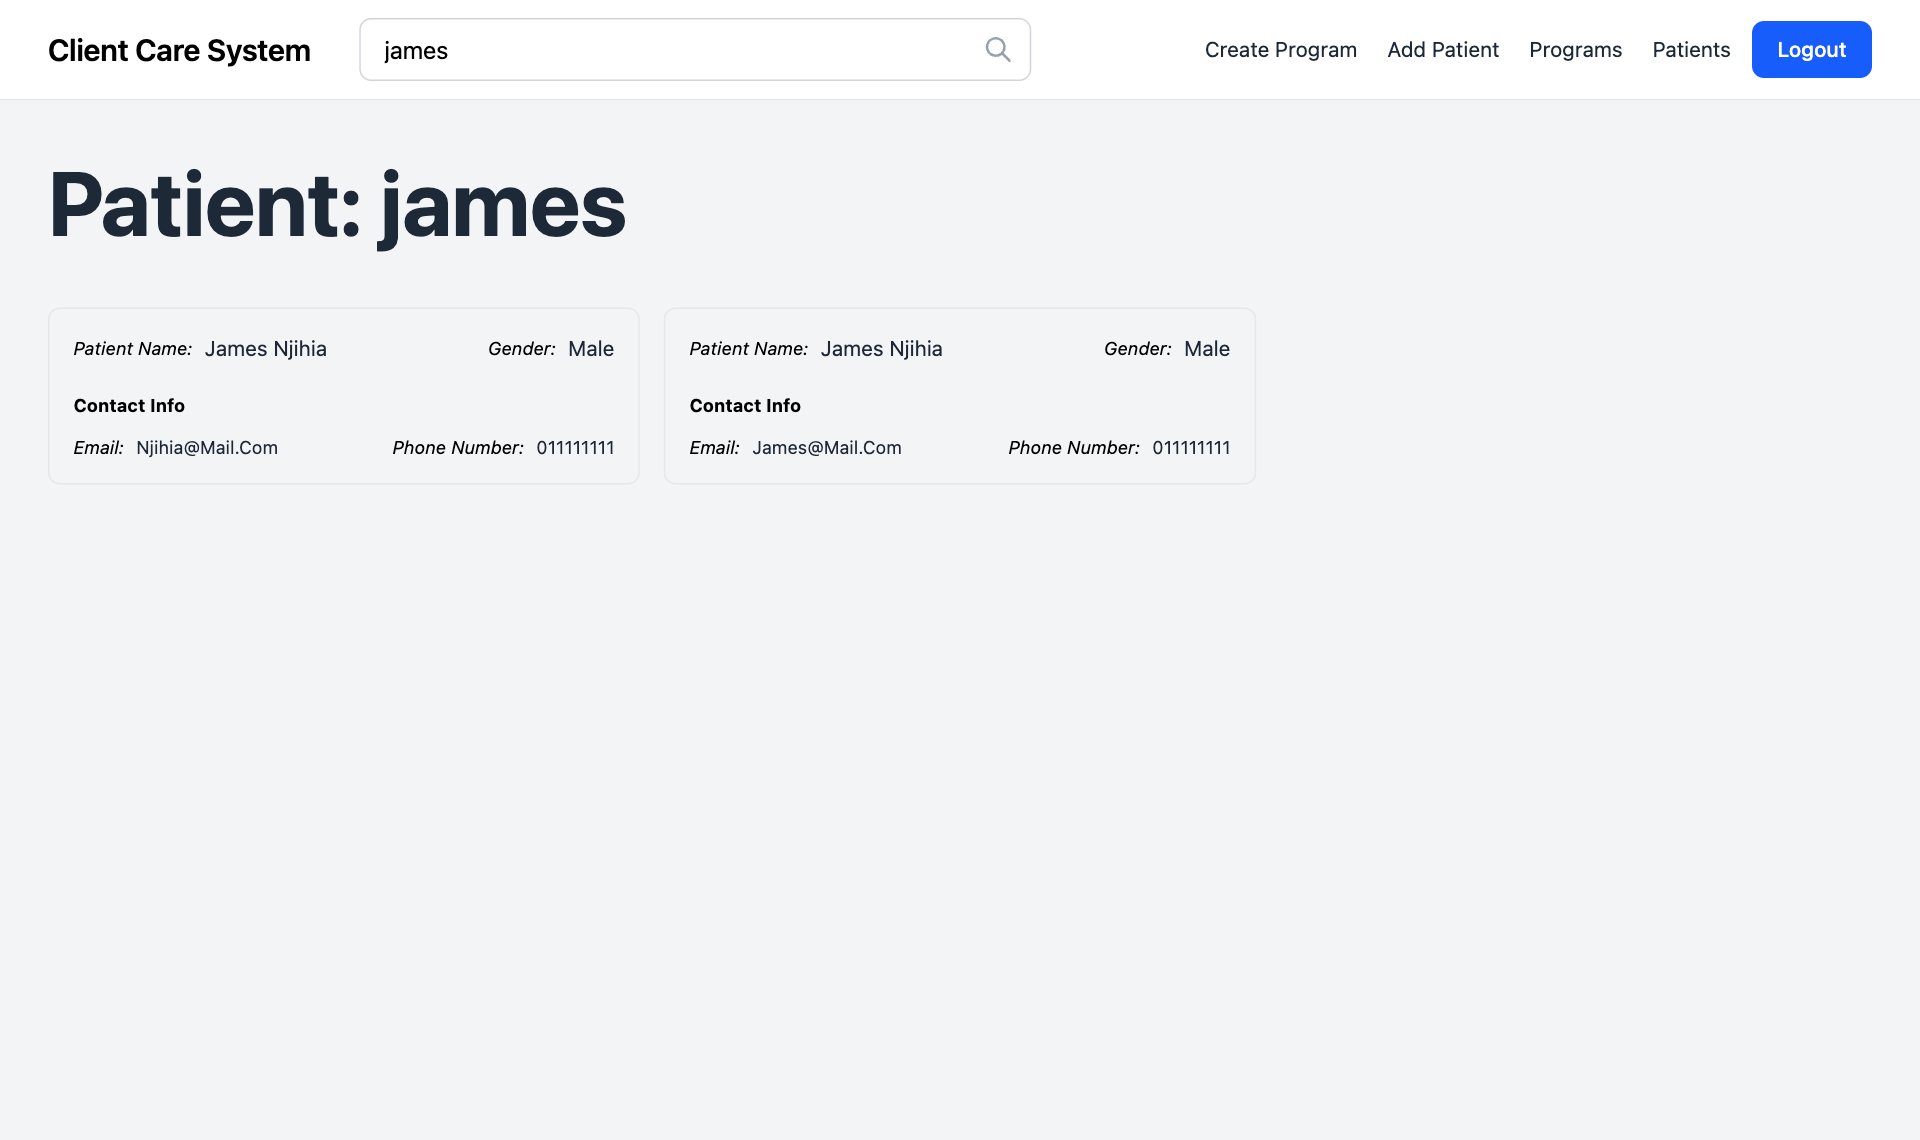 Client Care System
james
Create Program
Add Patient
Programs
Patients
Logout
Patient: james
Patient Name: James Njihia Gender: Male
Contact Info
Email: Njihia@Mail.Com Phone Number: 011111111
Patient Name: James Njihia Gender: Male
Contact Info
Email: James@Mail.Com Phone Number: 011111111